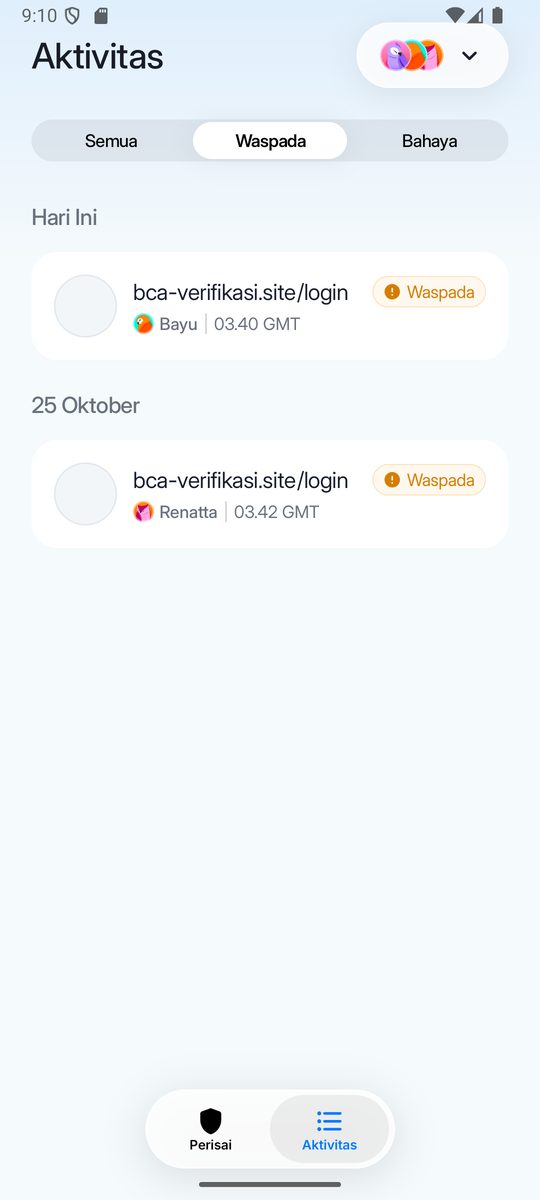 9:10
Aktivitas
Semua
Waspada
Bahaya
Hari Ini
bca-verifikasi.site/login
Waspada
Bayu
03.40 GMT
25 Oktober
bca-verifikasi.site/login
Waspada
Renatta
03.42 GMT
Perisai
Aktivitas